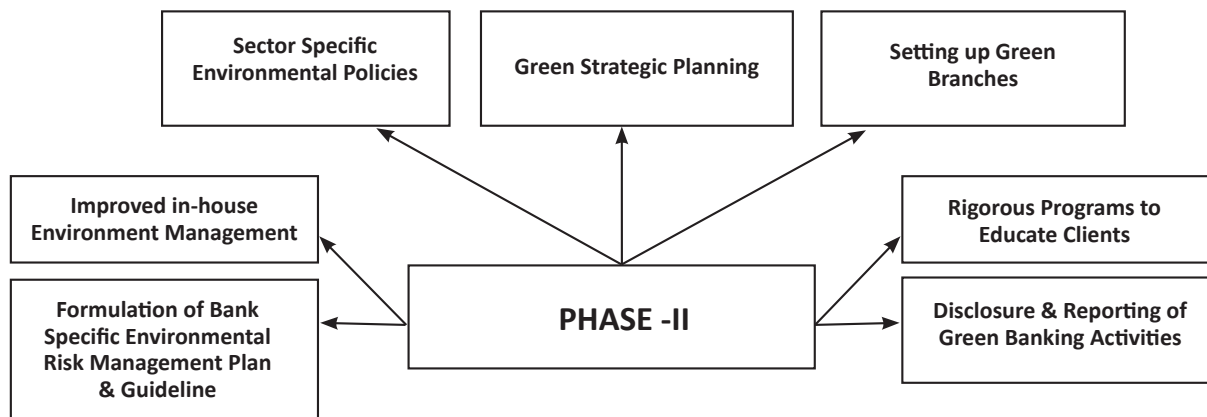 Sector Specific
Environmental Policies
Green Strategic Planning
Setting up Green
Branches
Improved in-house
Environment Management
Rigorous Programs to
Educate Clients
Formulation of Bank
Specific Environmental
Risk Management Plan
& Guideline
PHASE -II
Disclosure & Reporting of
Green Banking Activities